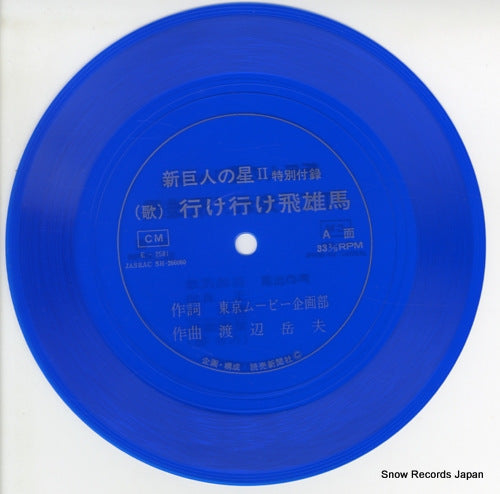 新巨人の星II 特別付録
(歌) 行け行け飛雄馬
CM
A 面
33⅓RPM
作詞 東京ムービー企画部
作曲 渡辺岳夫
企画・構成 読売新聞社 ©
Snow Records Japan